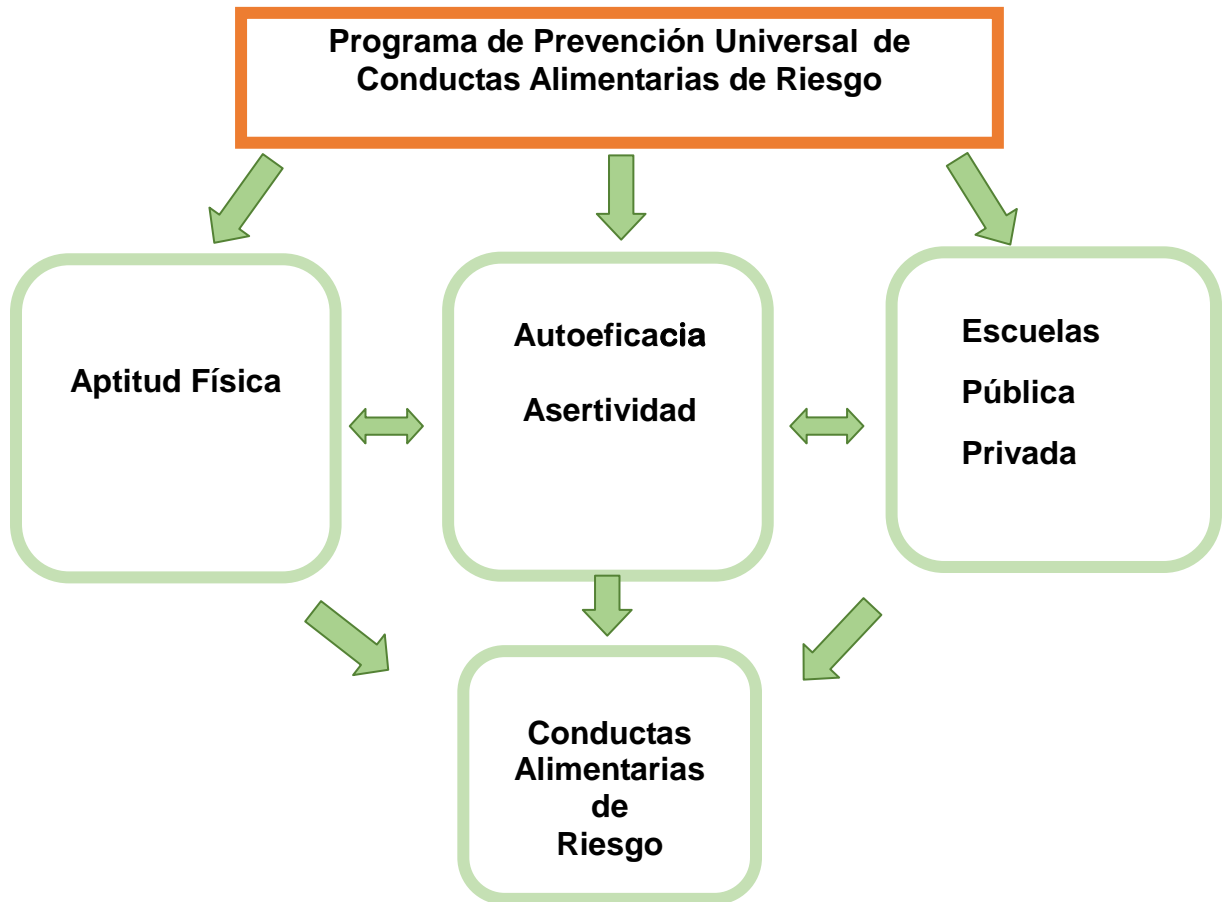 Programa de Prevención Universal de
Conductas Alimentarias de Riesgo
Aptitud Física
Autoeficacia
Asertividad
Escuelas
Pública
Privada
Conductas
Alimentarias
de
Riesgo